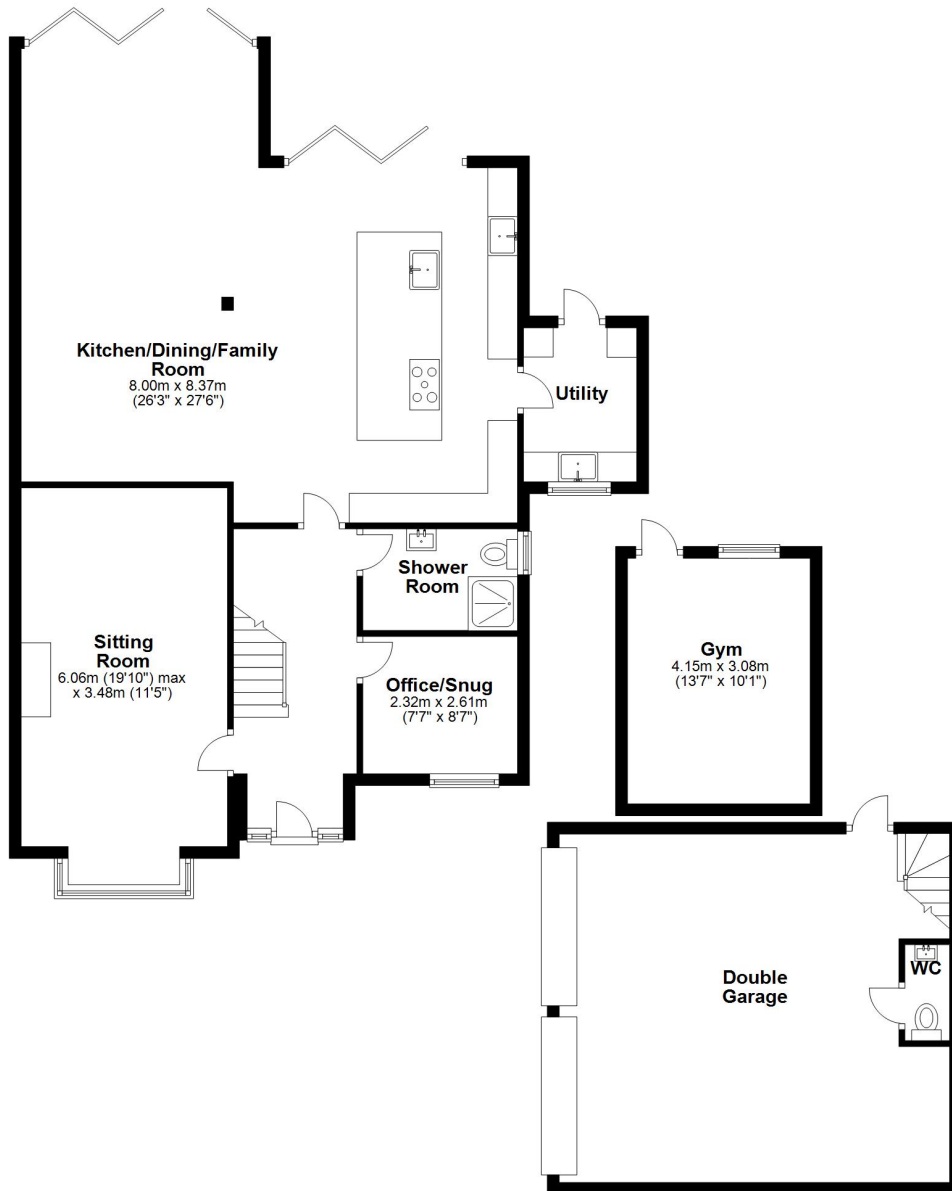 Kitchen/Dining/Family
Room
8.00m x 8.37m
(26'3" x 27'6")
Utility
Shower
Room
Sitting
Room
6.06m (19'10") max
x 3.48m (11'5")
Office/Snug
2.32m x 2.61m
(7'7" x 8'7")
Gym
4.15m x 3.08m
(13'7" x 10'1")
WC
Double
Garage